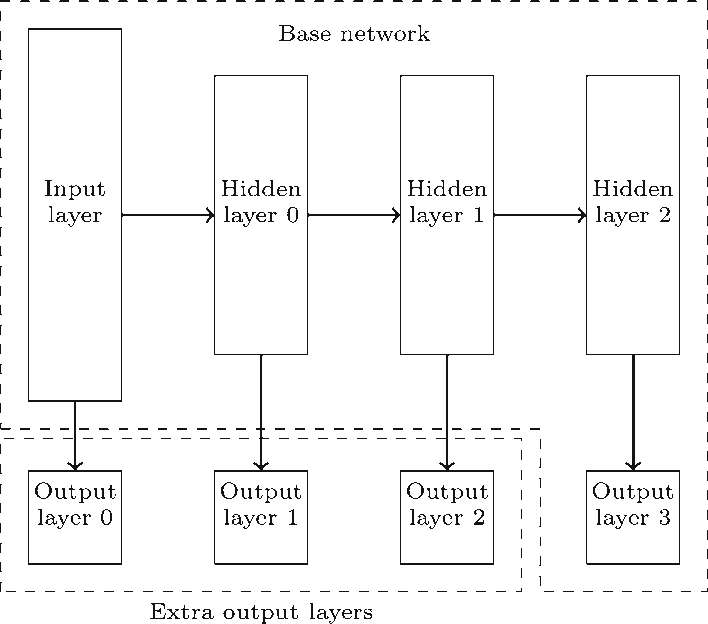 Base network
Input
layer
Hidden
layer 0
Hidden
layer 1
Hidden
layer 2
Output
layer 0
Output
layer 1
Output
layer 2
Output
layer 3
Extra output layers